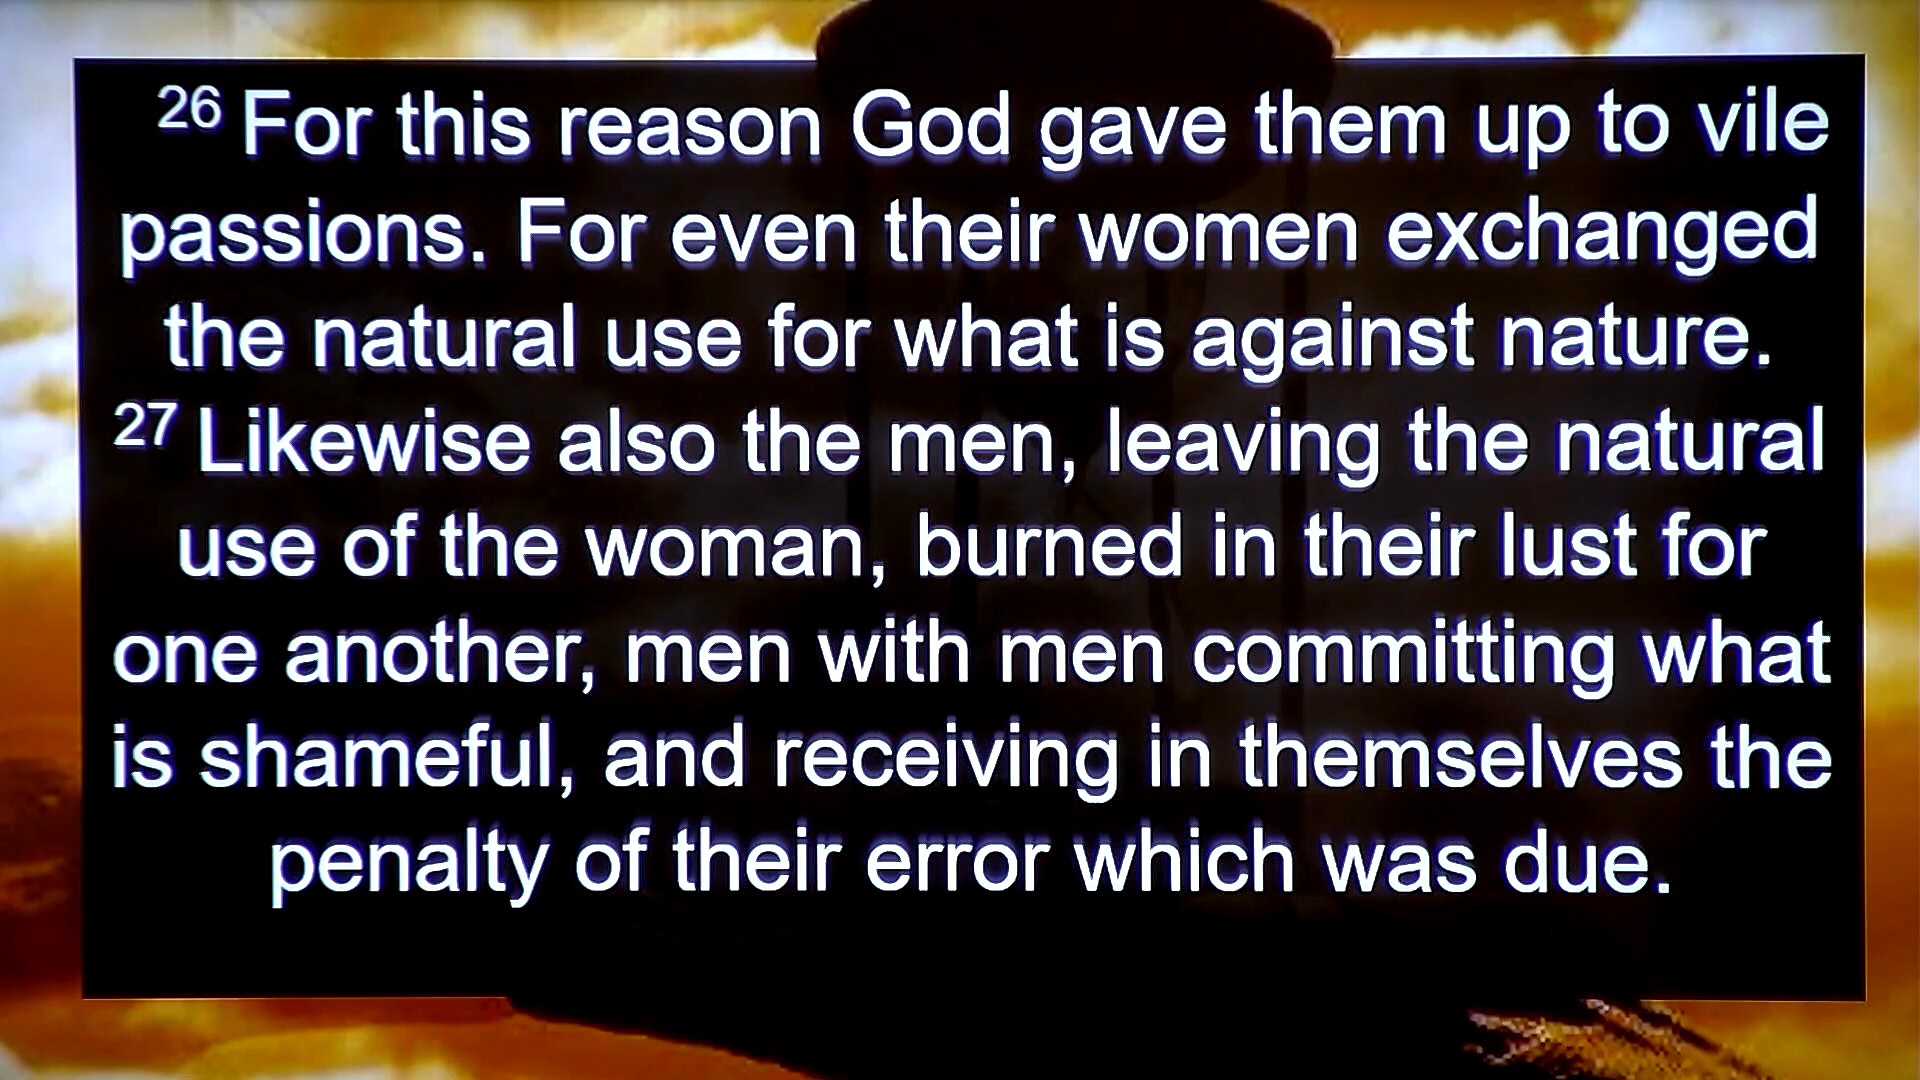 26 For this reason God gave them up to vile
passions. For even their women exchanged
the natural use for what is against nature.
27 Likewise also the men, leaving the natural
use of the woman, burned in their lust for
one another, men with men committing what
is shameful, and receiving in themselves the
penalty of their error which was due.